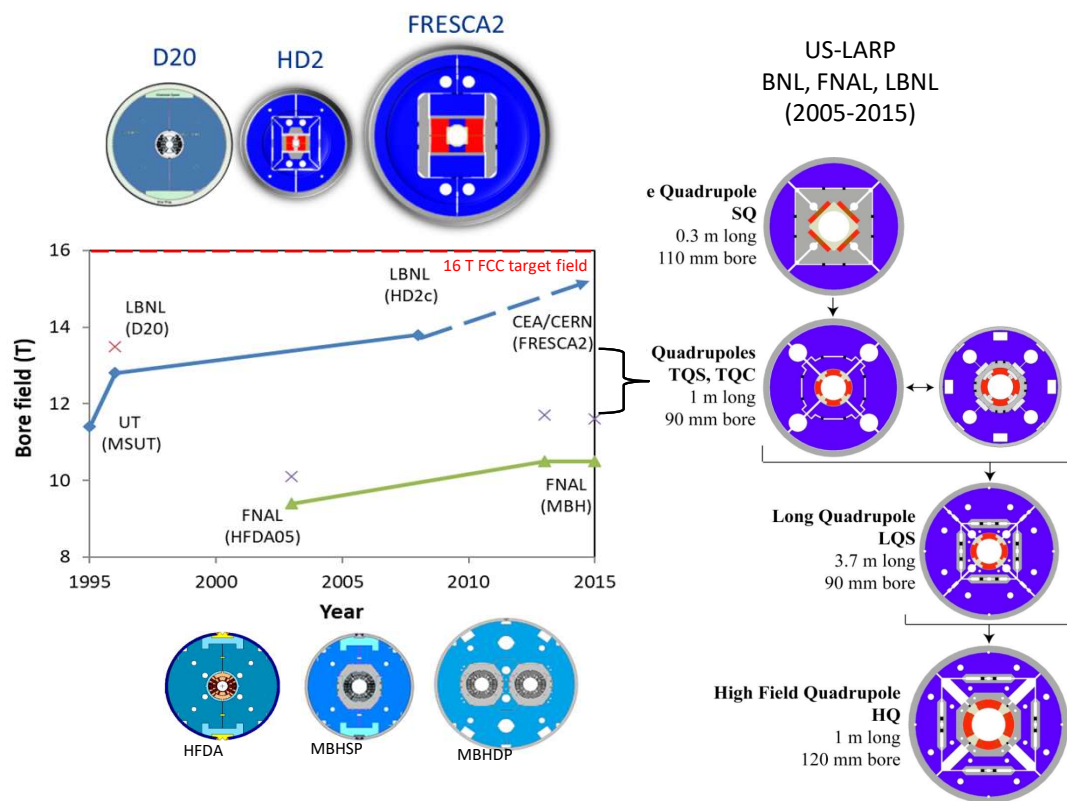 D20
HD2
FRESCA2
16
14
12
10
8
Bore field (T)
1995
2000
2005
2010
2015
Year
16 T FCC target field
LBNL
(D20)
LBNL
(HD2c)
CEA/CERN
(FRESCA2)
UT
(MSUT)
FNAL
(HFDA05)
FNAL
(MBH)
HFDA
MBHSP
MBHDP
US-LARP
BNL, FNAL, LBNL
(2005-2015)
e Quadrupole
SQ
0.3 m long
110 mm bore
Quadrupoles
TQS, TQC
1 m long
90 mm bore
Long Quadrupole
LQS
3.7 m long
90 mm bore
High Field Quadrupole
HQ
1 m long
120 mm bore